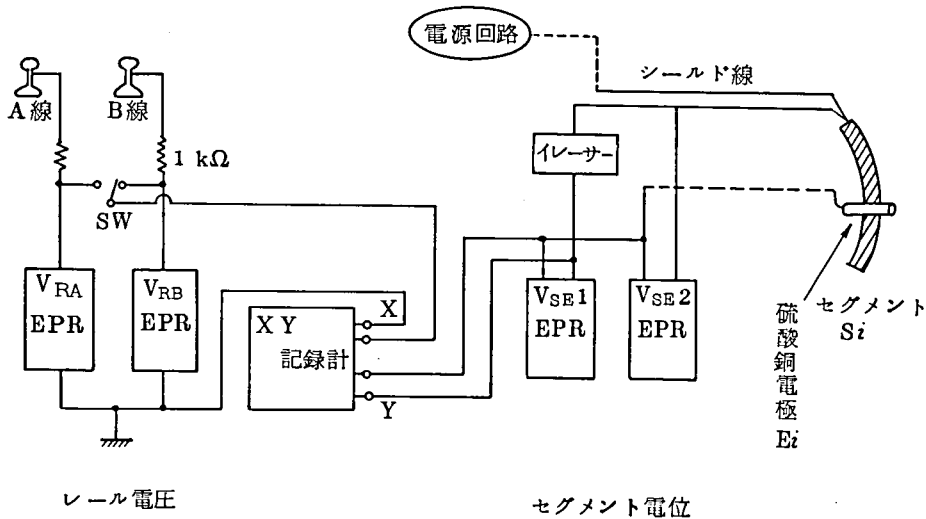 電源回路
シールド線
A線
B線
イレーサー
1 kΩ
SW
VRA
EPR
VRB
EPR
X
X Y
記録計
Y
VSE1
EPR
VSE2
EPR
セグメント
Si
硫酸銅電極Ei
レール電圧
セグメント電位